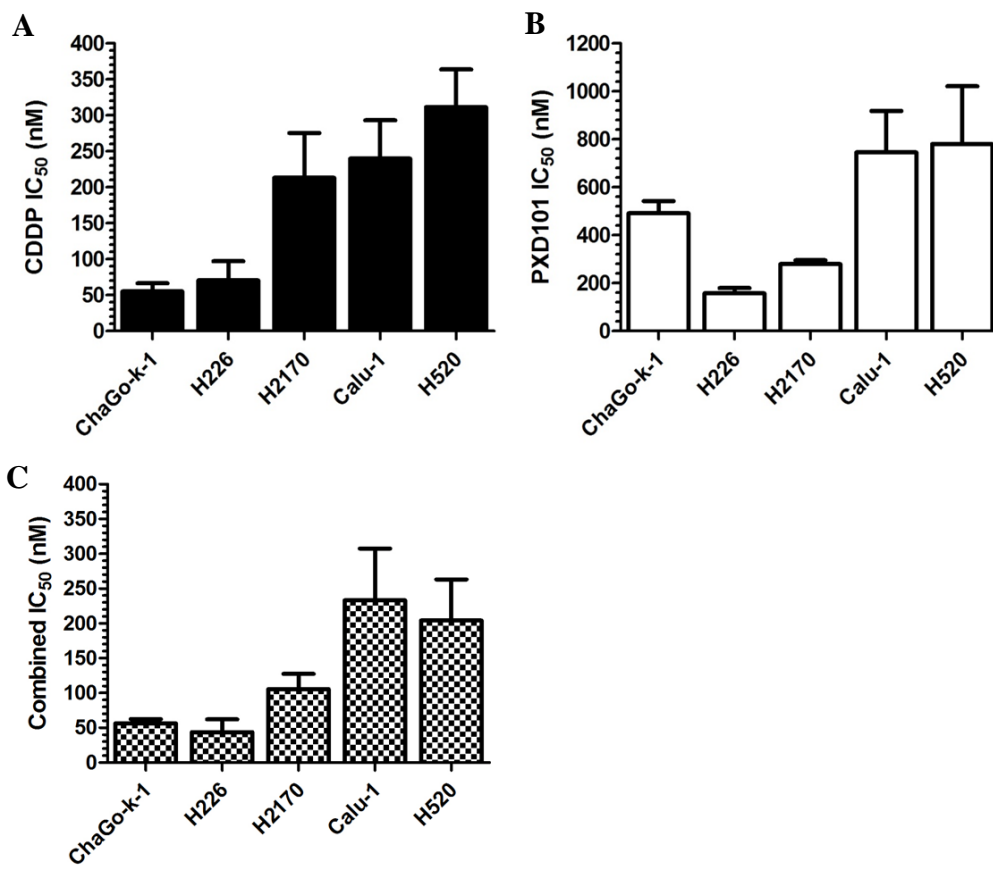 A
CDDP IC50 (nM)
400
350
300
250
200
150
100
50
0
ChaGo-k-1
H226
H2170
Calu-1
H520
B
PXD101 IC50 (nM)
1200
1000
800
600
400
200
0
ChaGo-k-1
H226
H2170
Calu-1
H520
C
Combined IC50 (nM)
400
350
300
250
200
150
100
50
0
ChaGo-k-1
H226
H2170
Calu-1
H520